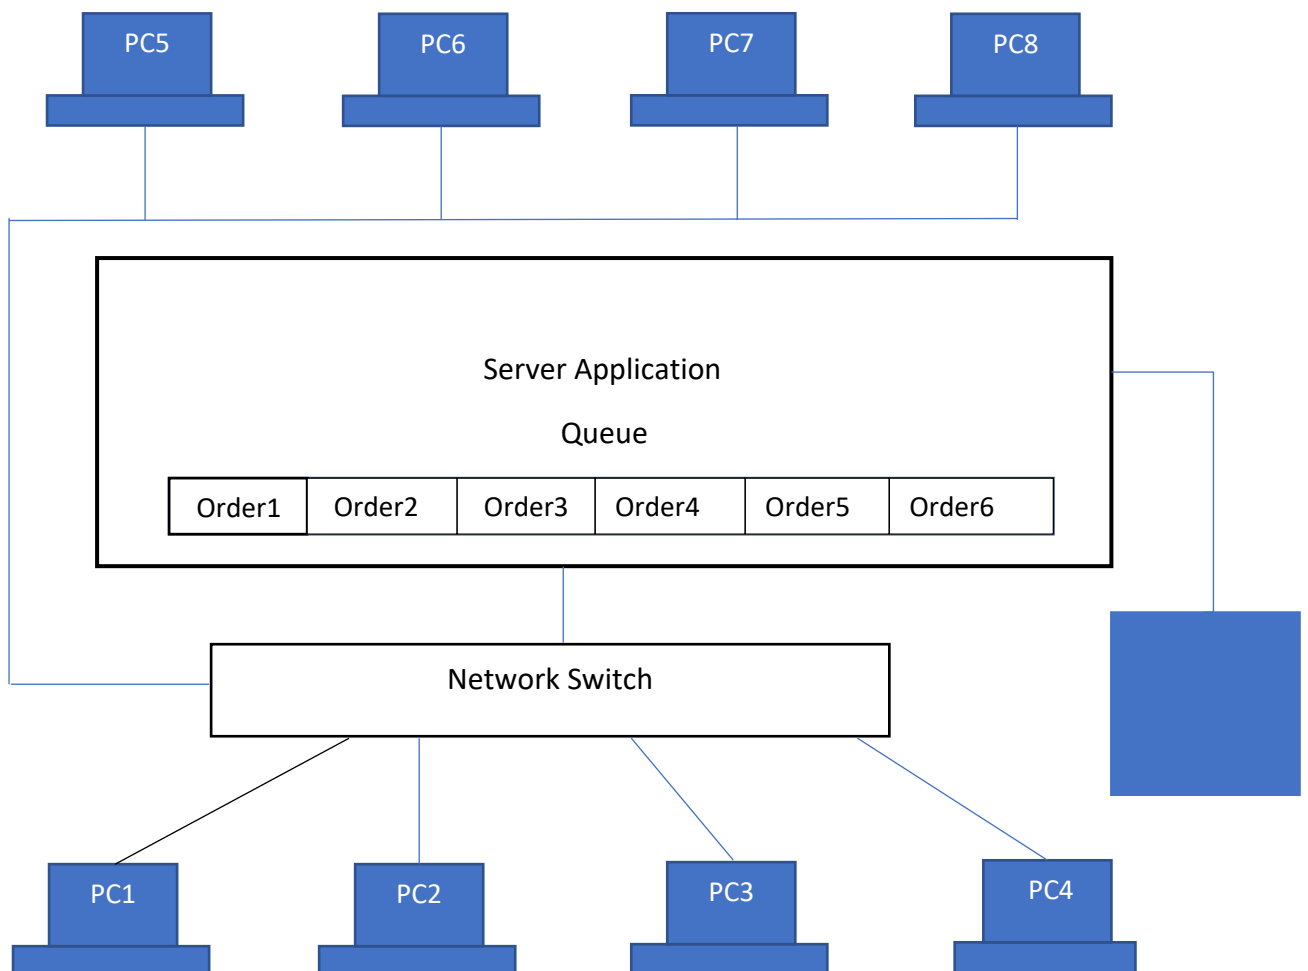 PC5
PC6
PC7
PC8
Server Application
Queue
Order1
Order2
Order3
Order4
Order5
Order6
Network Switch
PC1
PC2
PC3
PC4